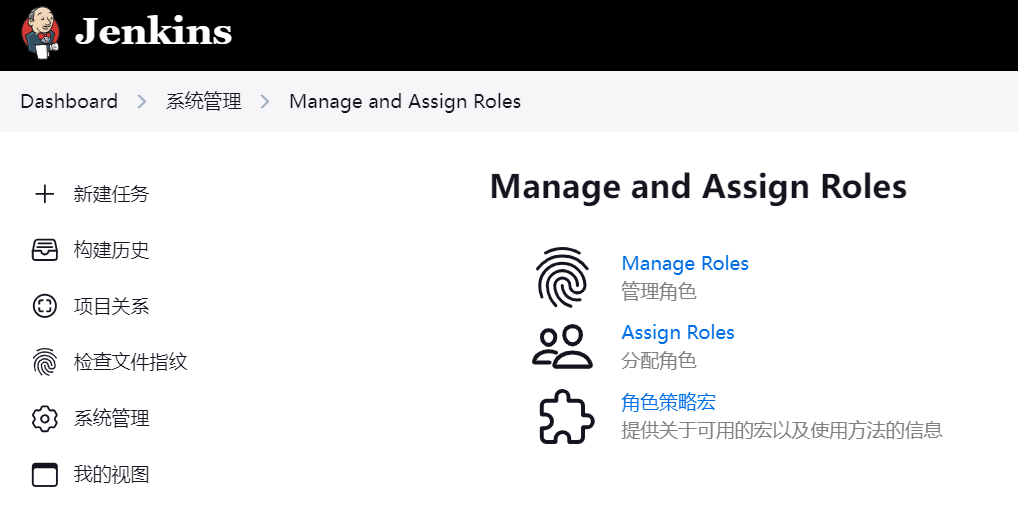 Jenkins
Dashboard > 系统管理 > Manage and Assign Roles
新建任务
构建历史
项目关系
检查文件指纹
系统管理
我的视图
Manage and Assign Roles
Manage Roles
管理角色
Assign Roles
分配角色
角色策略宏
提供关于可用的宏以及使用方法的信息